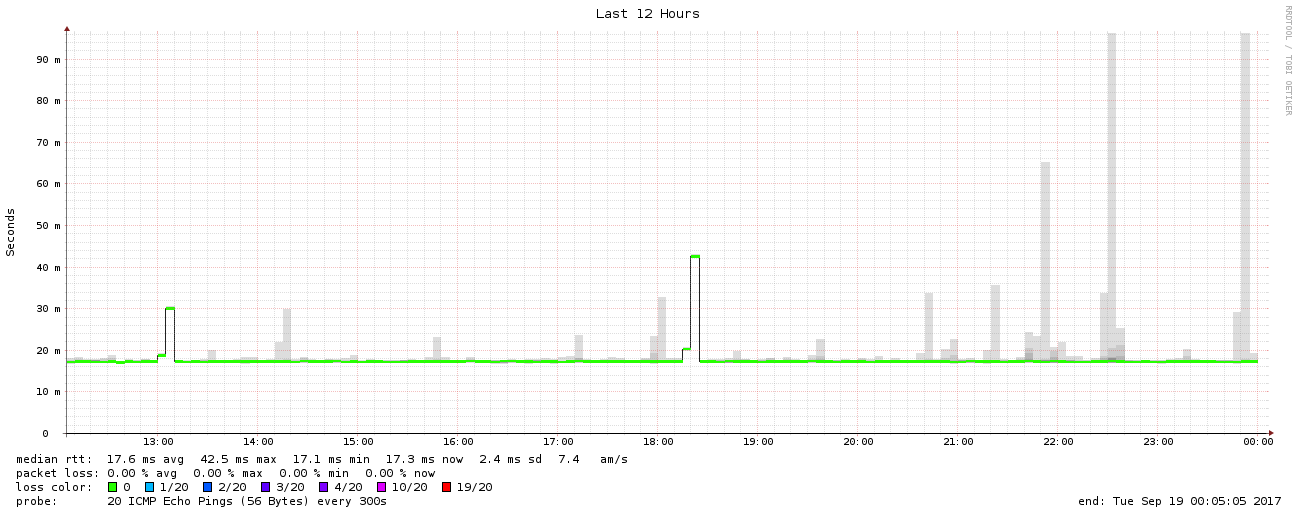 Last 12 Hours
RRDTOOL / TOBI OETIKER
Seconds
90 m
80 m
70 m
60 m
50 m
40 m
30 m
20 m
10 m
0
13:00 14:00 15:00 16:00 17:00 18:00 19:00 20:00 21:00 22:00 23:00 00:00
median rtt: 17.6 ms avg 42.5 ms max 17.1 ms min 17.3 ms now 2.4 ms sd 7.4 am/s
packet loss: 0.00 % avg 0.00 % max 0.00 % min 0.00 % now
loss color: 0 1/20 2/20 3/20 4/20 10/20 19/20
probe: 20 ICMP Echo Pings (56 Bytes) every 300s end: Tue Sep 19 00:05:05 2017